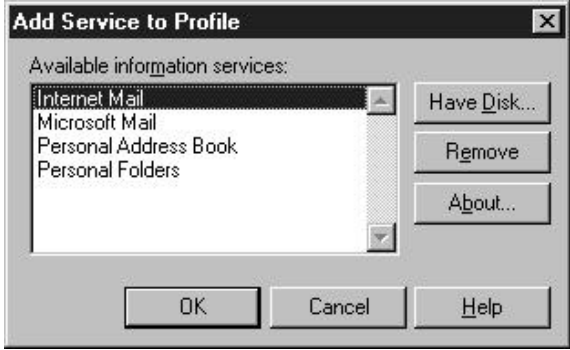 Add Service to Profile
Available information services:
Internet Mail
Microsoft Mail
Personal Address Book
Personal Folders
Have Disk...
Remove
About...
OK
Cancel
Help